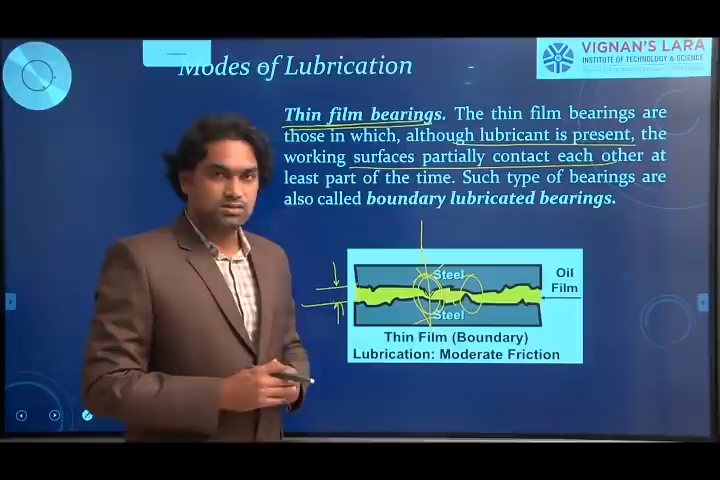 Modes of Lubrication
VIGNAN'S LARA
INSTITUTE OF TECHNOLOGY & SCIENCE
Thin film bearings. The thin film bearings are
those in which, although lubricant is present, the
working surfaces partially contact each other at
least part of the time. Such type of bearings are
also called boundary lubricated bearings.
Steel
Oil
Film
Steel
Thin Film (Boundary)
Lubrication: Moderate Friction